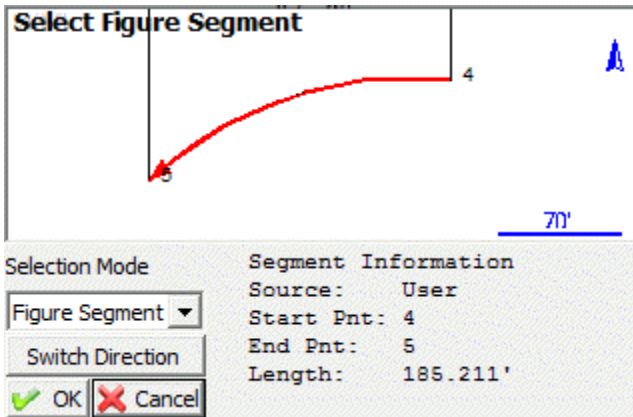 Select Figure Segment
4
5
70'
Selection Mode
Figure Segment
Switch Direction
OK Cancel
Segment Information
Source: User
Start Pnt: 4
End Pnt: 5
Length: 185.211'